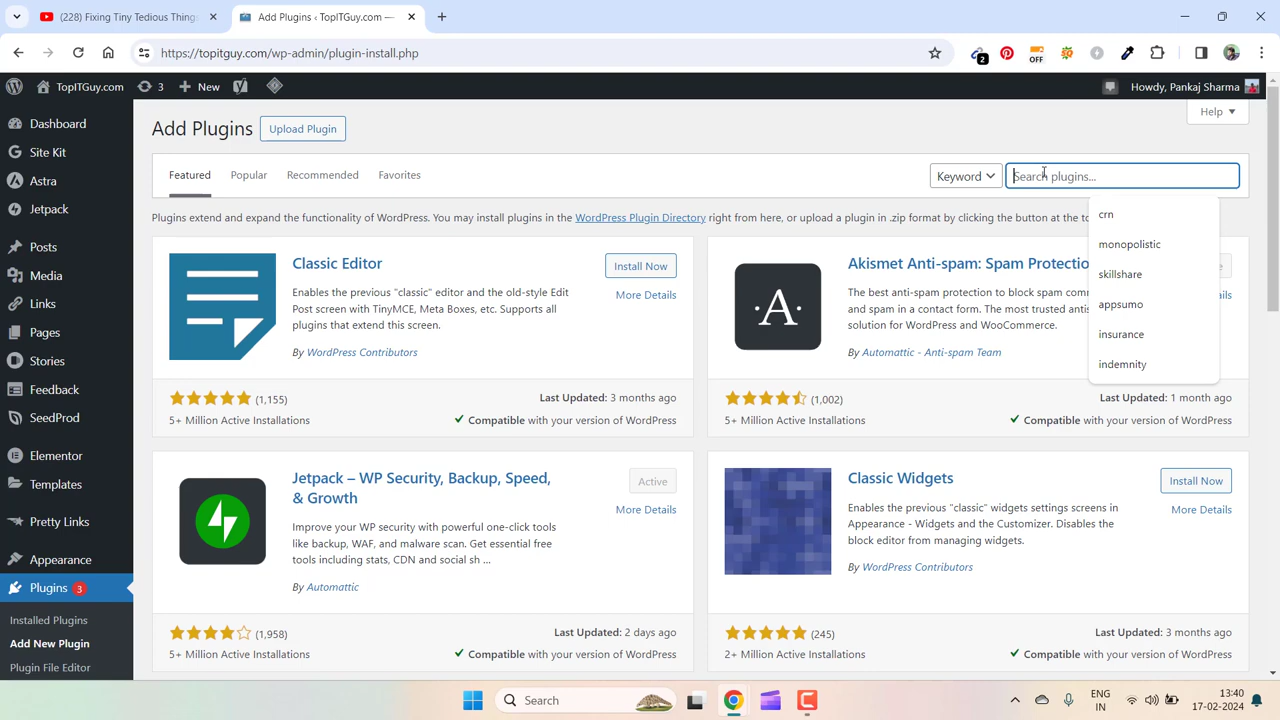 (228) Fixing Tiny Tedious Things
Add Plugins ‹ TopITGuy.com —
https://topitguy.com/wp-admin/plugin-install.php
2
OFF
TopITGuy.com
3
New
Howdy, Pankaj Sharma
Dashboard
Site Kit
Astra
Jetpack
Posts
Media
Links
Pages
Stories
Feedback
SeedProd
Elementor
Templates
Pretty Links
Appearance
Plugins 3
Installed Plugins
Add New Plugin
Plugin File Editor
Add Plugins
Upload Plugin
Help
Featured
Popular
Recommended
Favorites
Keyword
Search plugins...
crn
monopolistic
skillshare
appsumo
insurance
indemnity
Plugins extend and expand the functionality of WordPress. You may install plugins in the WordPress Plugin Directory right from here, or upload a plugin in .zip format by clicking the button at the to
Classic Editor
Install Now
More Details
Enables the previous "classic" editor and the old-style Edit
Post screen with TinyMCE, Meta Boxes, etc. Supports all
plugins that extend this screen.
By WordPress Contributors
(1,155)
Last Updated: 3 months ago
5+ Million Active Installations
Compatible with your version of WordPress
A
Akismet Anti-spam: Spam Protectio
The best anti-spam protection to block spam com
and spam in a contact form. The most trusted antis
solution for WordPress and WooCommerce.
By Automattic - Anti-spam Team
(1,002)
Last Updated: 1 month ago
5+ Million Active Installations
Compatible with your version of WordPress
Jetpack – WP Security, Backup, Speed,
& Growth
Active
More Details
Improve your WP security with powerful one-click tools
like backup, WAF, and malware scan. Get essential free
tools including stats, CDN and social sh ...
By Automattic
(1,958)
Last Updated: 2 days ago
5+ Million Active Installations
Compatible with your version of WordPress
Classic Widgets
Install Now
More Details
Enables the previous "classic" widgets settings screens in
Appearance - Widgets and the Customizer. Disables the
block editor from managing widgets.
By WordPress Contributors
(245)
Last Updated: 3 months ago
2+ Million Active Installations
Compatible with your version of WordPress
Search
ENG
IN
13:40
17-02-2024